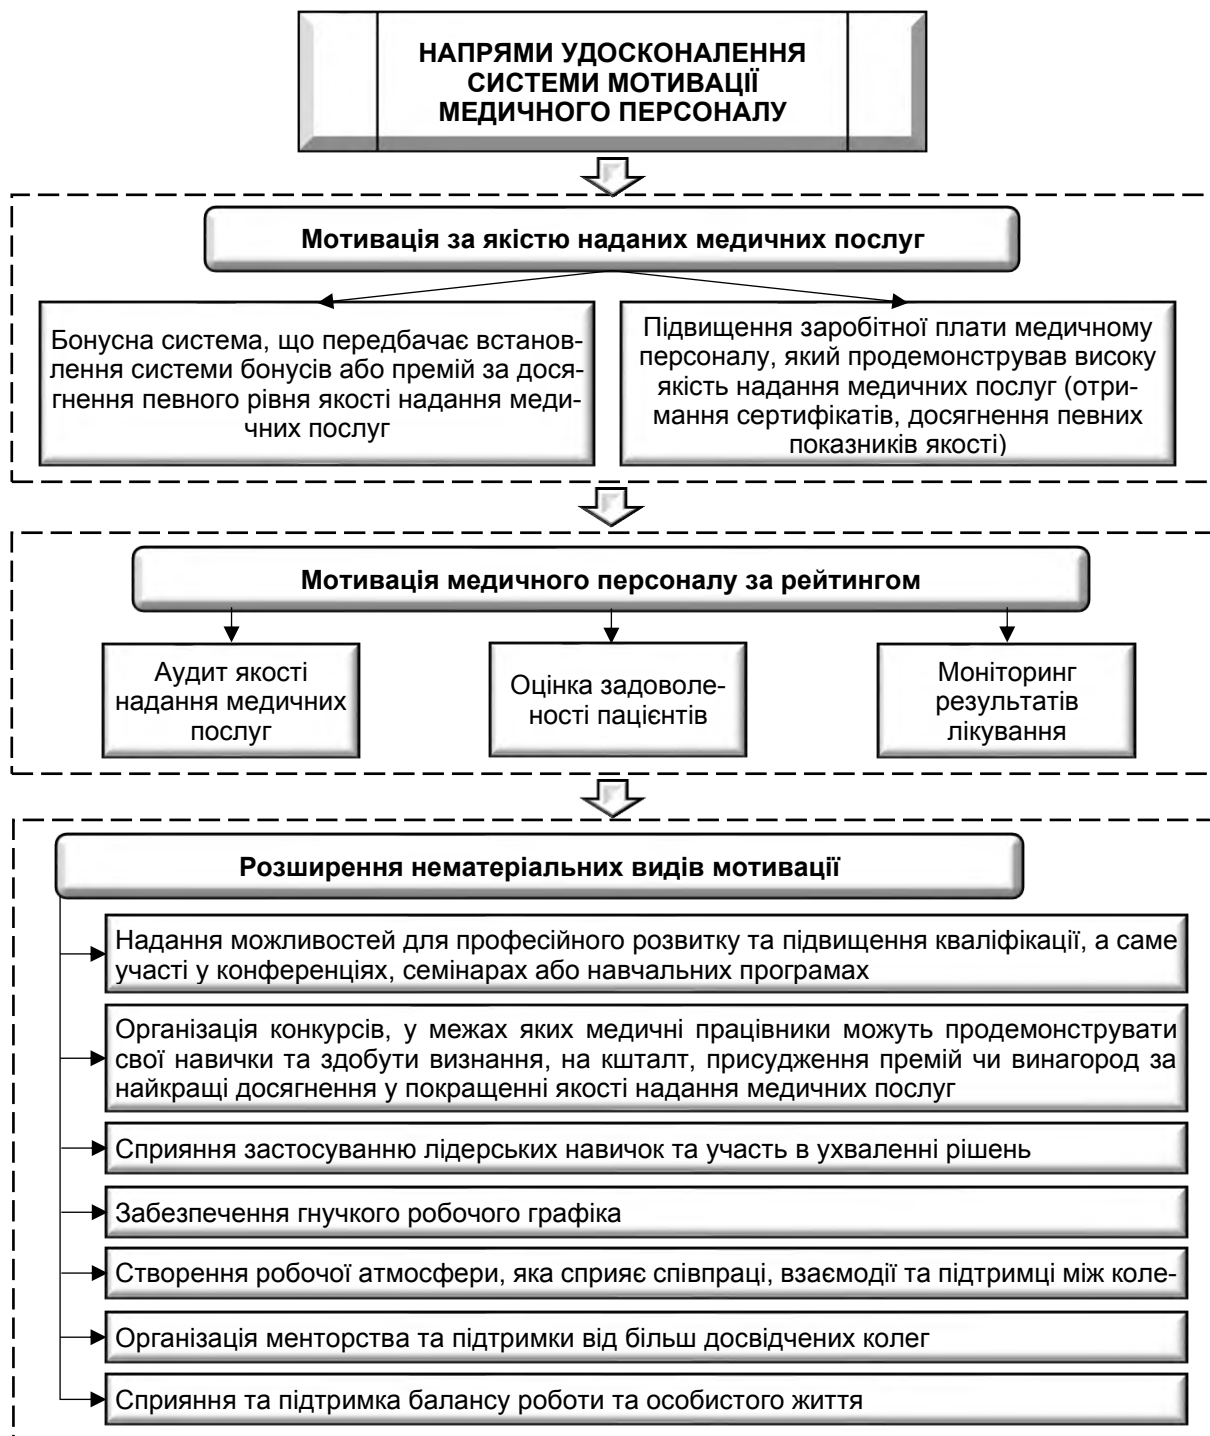 НАПРЯМИ УДОСКОНАЛЕННЯ
СИСТЕМИ МОТИВАЦІЇ
МЕДИЧНОГО ПЕРСОНАЛУ
Мотивація за якістю наданих медичних послуг
Бонусна система, що передбачає встанов-
лення системи бонусів або премій за дося-
гнення певного рівня якості надання меди-
чних послуг
Підвищення заробітної плати медичному
персоналу, який продемонстрував високу
якість надання медичних послуг (отри-
мання сертифікатів, досягнення певних
показників якості)
Мотивація медичного персоналу за рейтингом
Аудит якості
надання медичних
послуг
Оцінка задоволе-
ності пацієнтів
Моніторинг
результатів
лікування
Розширення нематеріальних видів мотивації
Надання можливостей для професійного розвитку та підвищення кваліфікації, а саме
участі у конференціях, семінарах або навчальних програмах
Організація конкурсів, у межах яких медичні працівники можуть продемонструвати
свої навички та здобути визнання, на кшталт, присудження премій чи винагород за
найкращі досягнення у покращенні якості надання медичних послуг
Сприяння застосуванню лідерських навичок та участь в ухваленні рішень
Забезпечення гнучкого робочого графіка
Створення робочої атмосфери, яка сприяє співпраці, взаємодії та підтримці між коле-
Організація менторства та підтримки від більш досвідчених колег
Сприяння та підтримка балансу роботи та особистого життя